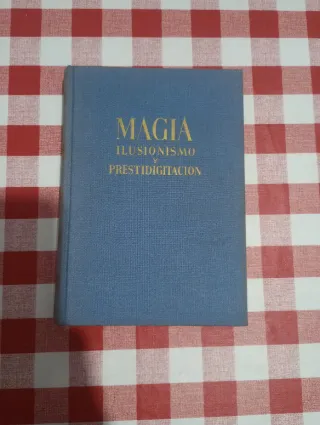 MAGIA
ILUSIONISMO
Y
PRESTIDIGITACION